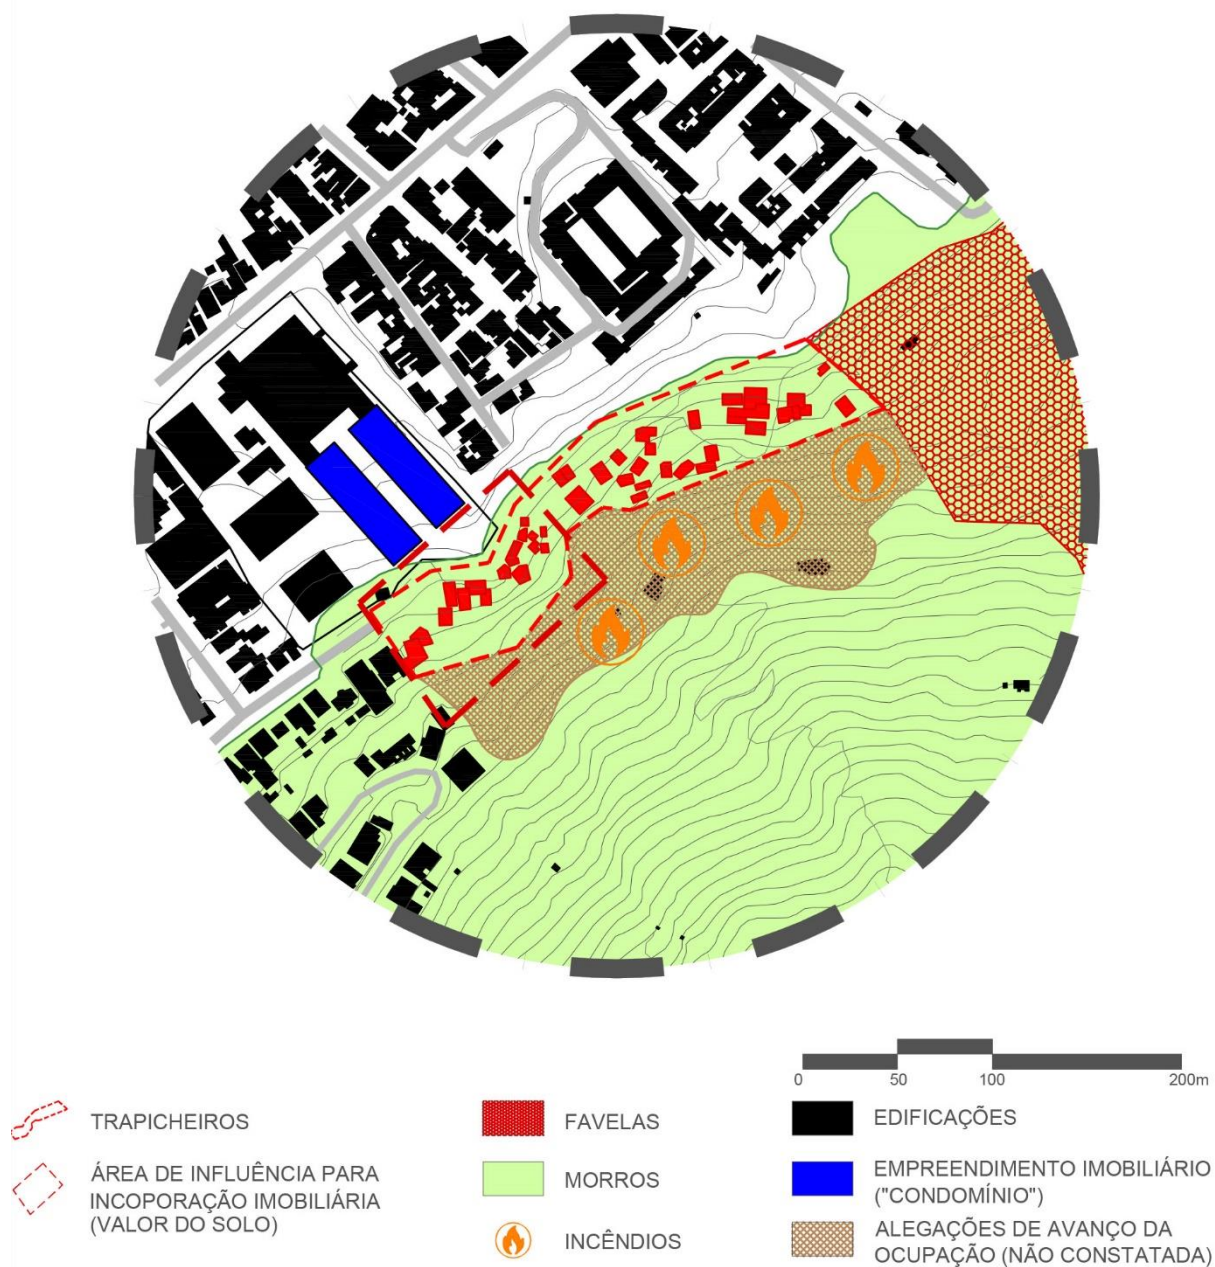 0 50 100 200m
TRAPICHEIROS
ÁREA DE INFLUÊNCIA PARA
INCOPORAÇÃO IMOBILIÁRIA
(VALOR DO SOLO)
FAVELAS
MORROS
INCÊNDIOS
EDIFICAÇÕES
EMPREENDIMENTO IMOBILIÁRIO
("CONDOMÍNIO")
ALEGAÇÕES DE AVANÇO DA
OCUPAÇÃO (NÃO CONSTATADA)